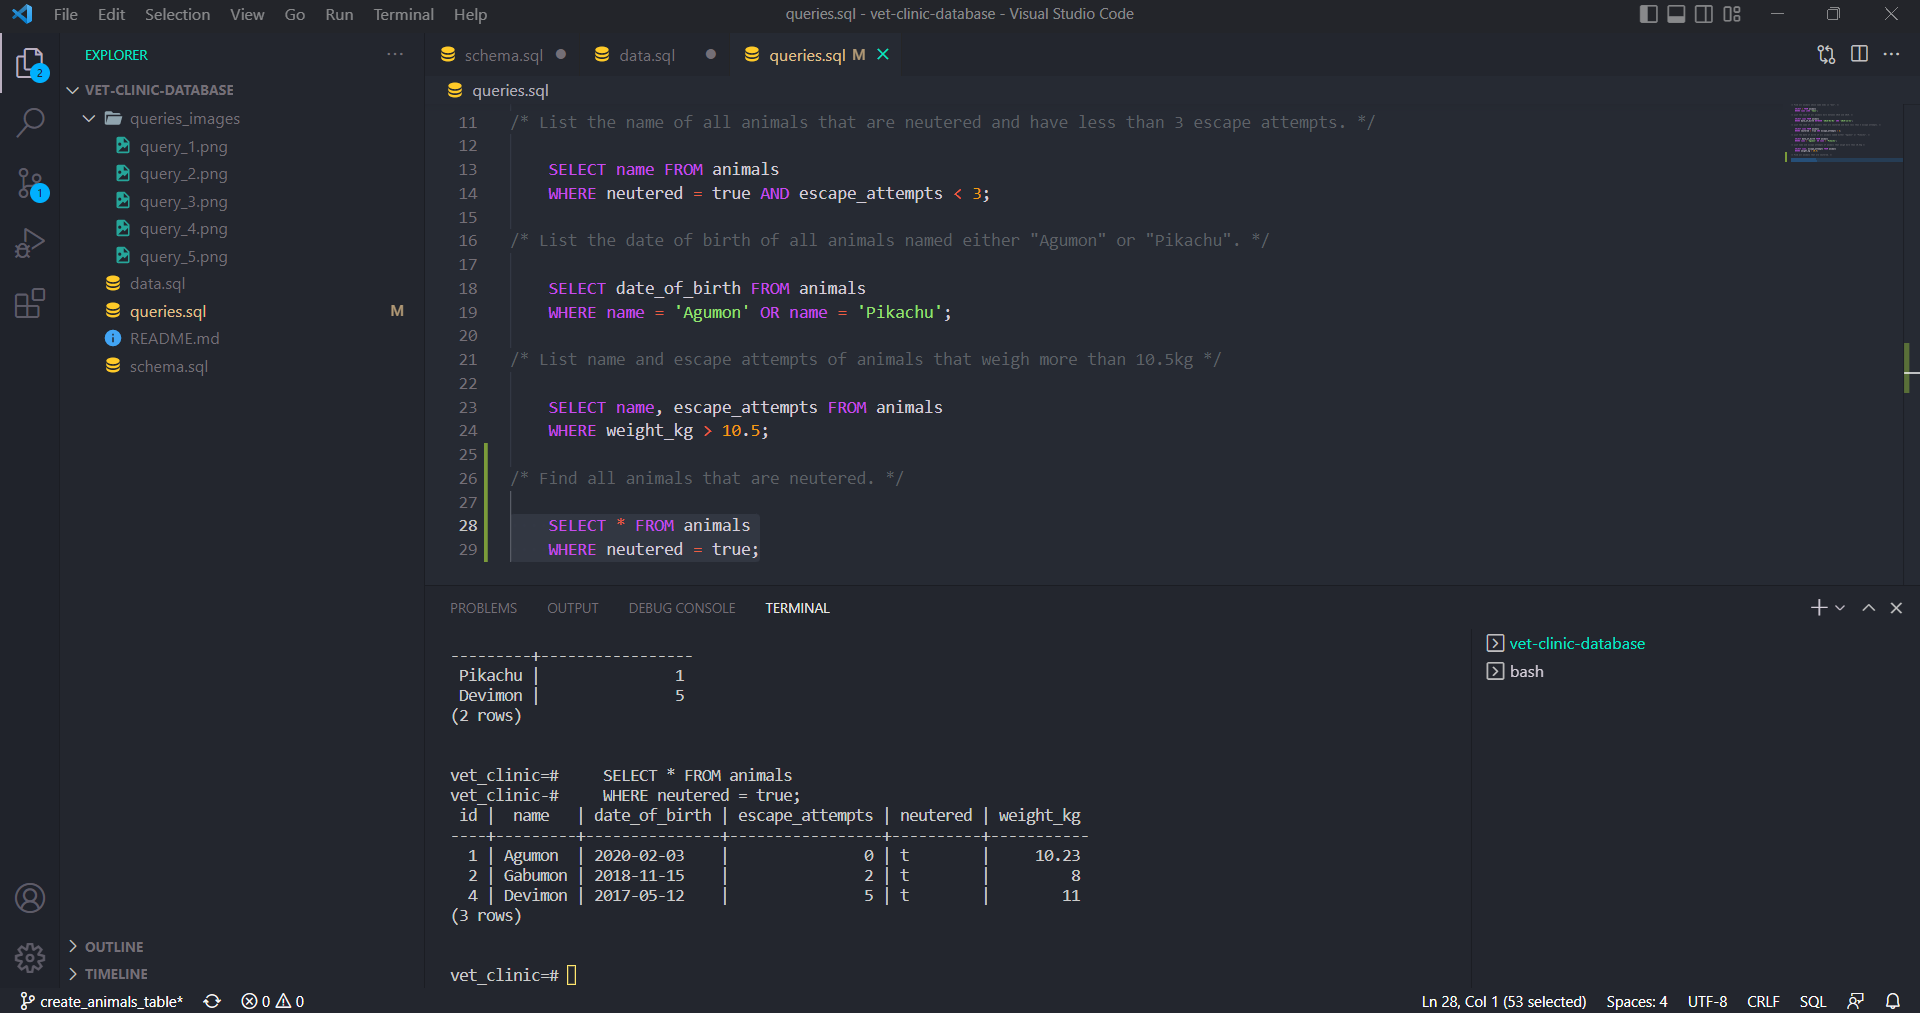 File Edit Selection View Go Run Terminal Help
queries.sql - vet-clinic-database - Visual Studio Code
EXPLORER
2
1
VET-CLINIC-DATABASE
queries_images
query_1.png
query_2.png
query_3.png
query_4.png
query_5.png
data.sql
queries.sql M
README.md
schema.sql
OUTLINE
TIMELINE
schema.sql
data.sql
queries.sql M
queries.sql
11 /* List the name of all animals that are neutered and have less than 3 escape attempts. */
12
13 SELECT name FROM animals
14 WHERE neutered = true AND escape_attempts < 3;
15
16 /* List the date of birth of all animals named either "Agumon" or "Pikachu". */
17
18 SELECT date_of_birth FROM animals
19 WHERE name = 'Agumon' OR name = 'Pikachu';
20
21 /* List name and escape attempts of animals that weigh more than 10.5kg */
22
23 SELECT name, escape_attempts FROM animals
24 WHERE weight_kg > 10.5;
25
26 /* Find all animals that are neutered. */
27
28 SELECT * FROM animals
29 WHERE neutered = true;
PROBLEMS OUTPUT DEBUG CONSOLE TERMINAL
---------+-----------------
Pikachu | 1
Devimon | 5
(2 rows)
vet_clinic=# SELECT * FROM animals
vet_clinic-# WHERE neutered = true;
id | name | date_of_birth | escape_attempts | neutered | weight_kg
----+---------+---------------+-----------------+----------+-----------
1 | Agumon | 2020-02-03 | 0 | t | 10.23
2 | Gabumon | 2018-11-15 | 2 | t | 8
4 | Devimon | 2017-05-12 | 5 | t | 11
(3 rows)
vet_clinic=#
vet-clinic-database
bash
create_animals_table* 0 0 Ln 28, Col 1 (53 selected) Spaces: 4 UTF-8 CRLF SQL